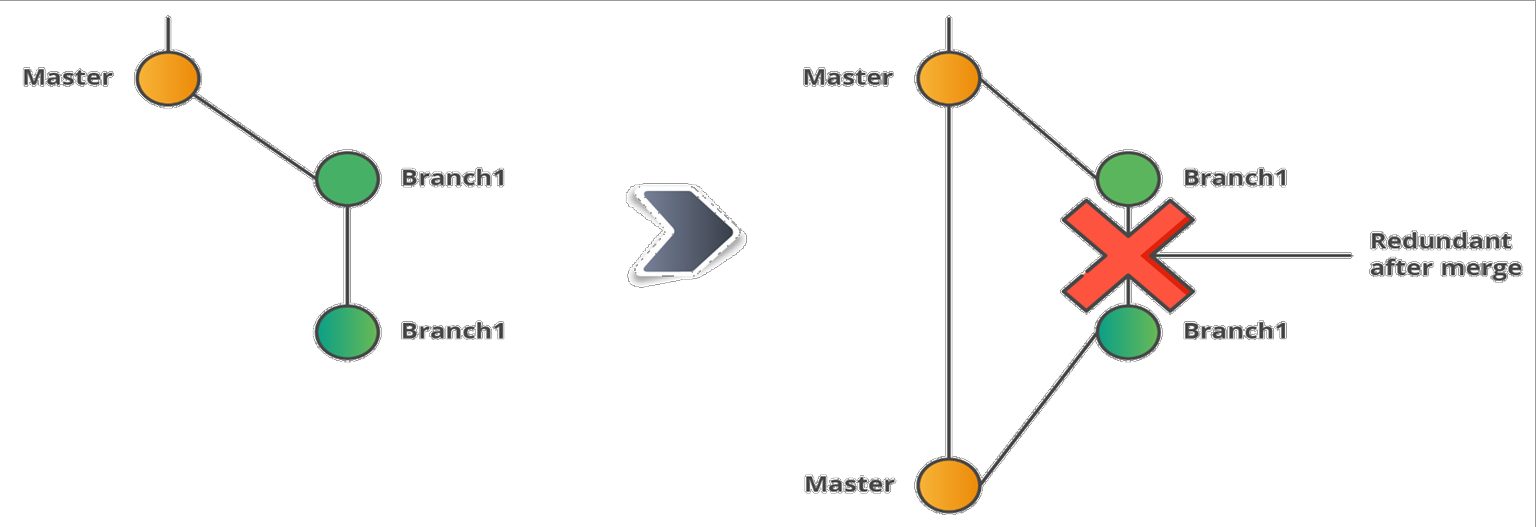 Master
Branch1
Branch1
Master
Branch1
Redundant
after merge
Branch1
Master